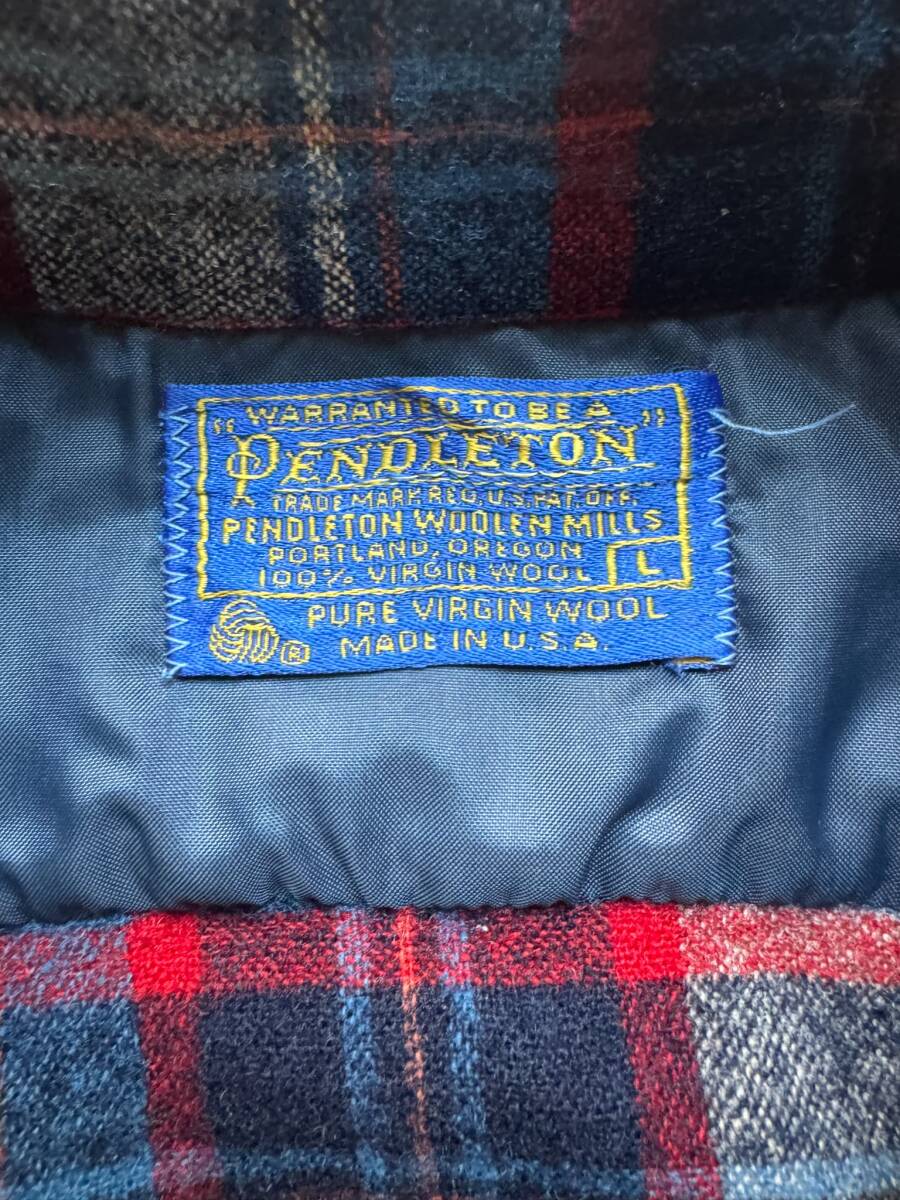 "WARRANTED TO BE A
PENDLETON"
TRADE MARK REG. U.S. PAT. OFF.
PENDLETON WOOLEN MILLS
PORTLAND, OREGON
100% VIRGIN WOOL L
PURE VIRGIN WOOL
® MADE IN U.S.A.